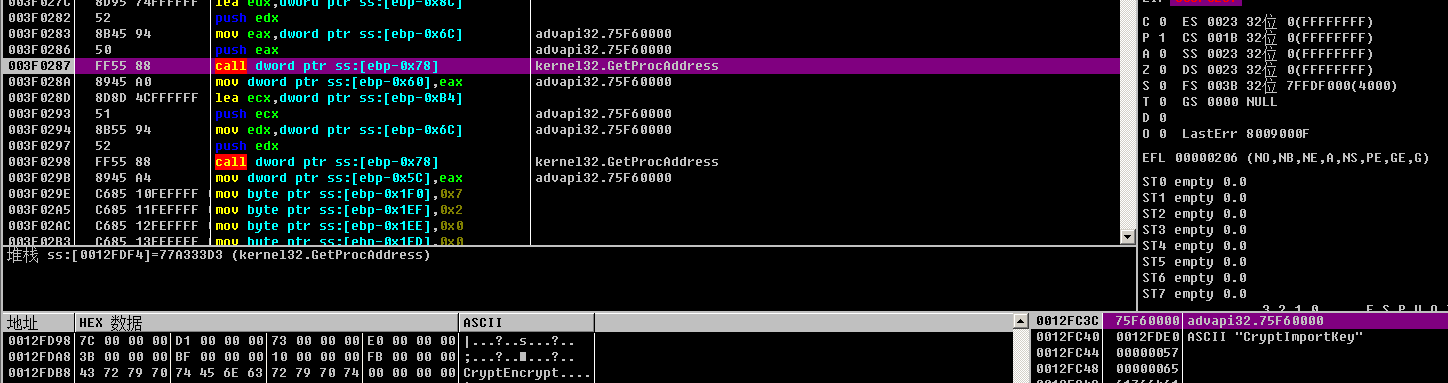 003F027C 8D95 74FFFFFF lea edx,dword ptr ss:[ebp-0x8C]
003F0282 52 push edx
003F0283 8B45 94 mov eax,dword ptr ss:[ebp-0x6C] advapi32.75F60000
003F0286 50 push eax advapi32.75F60000
003F0287 FF55 88 call dword ptr ss:[ebp-0x78] kernel32.GetProcAddress
003F028A 8945 A0 mov dword ptr ss:[ebp-0x60],eax advapi32.75F60000
003F028D 8D8D 4CFFFFFF lea ecx,dword ptr ss:[ebp-0xB4]
003F0293 51 push ecx advapi32.75F60000
003F0294 8B55 94 mov edx,dword ptr ss:[ebp-0x6C] advapi32.75F60000
003F0297 52 push edx
003F0298 FF55 88 call dword ptr ss:[ebp-0x78] kernel32.GetProcAddress
003F029B 8945 A4 mov dword ptr ss:[ebp-0x5C],eax advapi32.75F60000
003F029E C685 10FEFFFF mov byte ptr ss:[ebp-0x1F0],0x7
003F02A5 C685 11FEFFFF mov byte ptr ss:[ebp-0x1EF],0x2
003F02AC C685 12FEFFFF mov byte ptr ss:[ebp-0x1EE],0x0
003F02B3 C685 13FEFFFF mov byte ptr ss:[ebp-0x1ED],0x0
堆栈 ss:[0012FDF4]=77A333D3 (kernel32.GetProcAddress)
C 0 ES 0023 32位 0(FFFFFFFF)
P 1 CS 001B 32位 0(FFFFFFFF)
A 0 SS 0023 32位 0(FFFFFFFF)
Z 0 DS 0023 32位 0(FFFFFFFF)
S 0 FS 003B 32位 7FFDF000(4000)
T 0 GS 0000 NULL
D 0
O 0 LastErr 8009000F
EFL 00000206 (NO,NB,NE,A,NS,PE,GE,G)
ST0 empty 0.0
ST1 empty 0.0
ST2 empty 0.0
ST3 empty 0.0
ST4 empty 0.0
ST5 empty 0.0
ST6 empty 0.0
ST7 empty 0.0
3 2 1 0 E S P U O Z
地址 HEX 数据 ASCII
0012FD98 7C 00 00 00 D1 00 00 00 73 00 00 00 E0 00 00 00 |...?..s...?..
0012FDA8 3B 00 00 00 BF 00 00 00 10 00 00 00 FB 00 00 00 ;...?..■...?..
0012FDB8 43 72 79 70 74 45 6E 63 72 79 70 74 00 00 00 00 CryptEncrypt....
0012FC3C 75F60000 advapi32.75F60000
0012FC40 0012FDE0 ASCII "CryptImportKey"
0012FC44 00000057
0012FC48 00000065